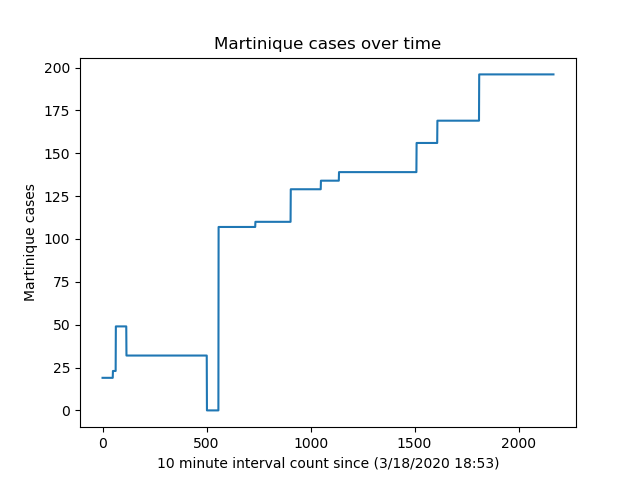 Martinique cases over time
200
175
150
125
100
75
50
25
0
Martinique cases
0 500 1000 1500 2000
10 minute interval count since (3/18/2020 18:53)